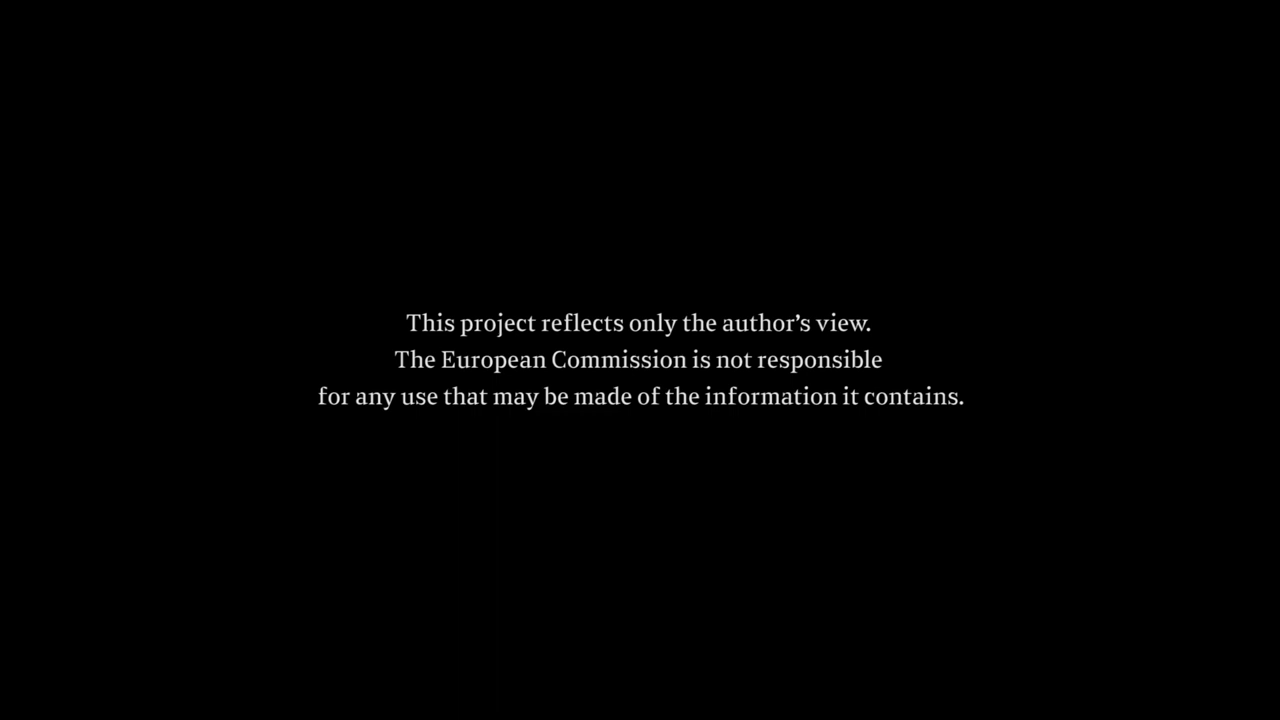 This project reflects only the author’s view.
The European Commission is not responsible
for any use that may be made of the information it contains.